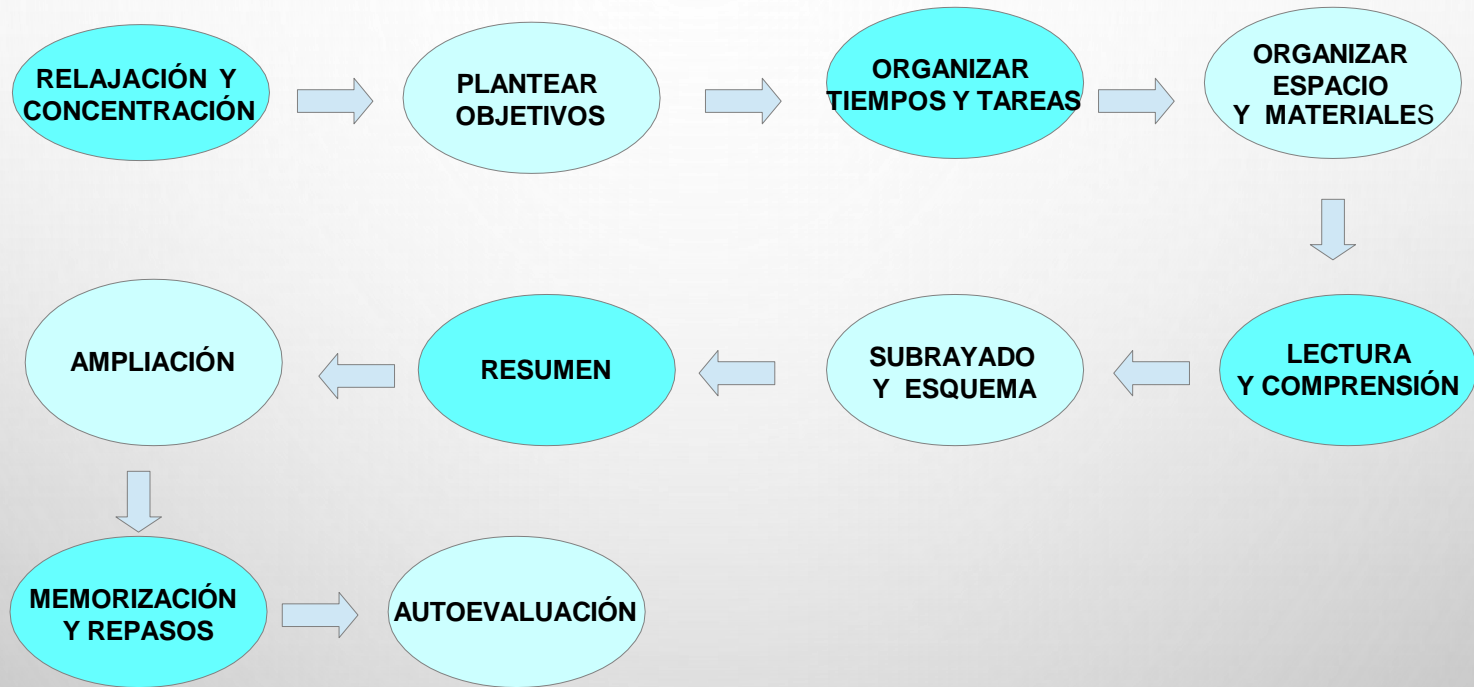 RELAJACIÓN Y
CONCENTRACIÓN
PLANTEAR
OBJETIVOS
ORGANIZAR
TIEMPOS Y TAREAS
ORGANIZAR
ESPACIO
Y MATERIALES
LECTURA
Y COMPRENSIÓN
SUBRAYADO
Y ESQUEMA
RESUMEN
AMPLIACIÓN
MEMORIZACIÓN
Y REPASOS
AUTOEVALUACIÓN